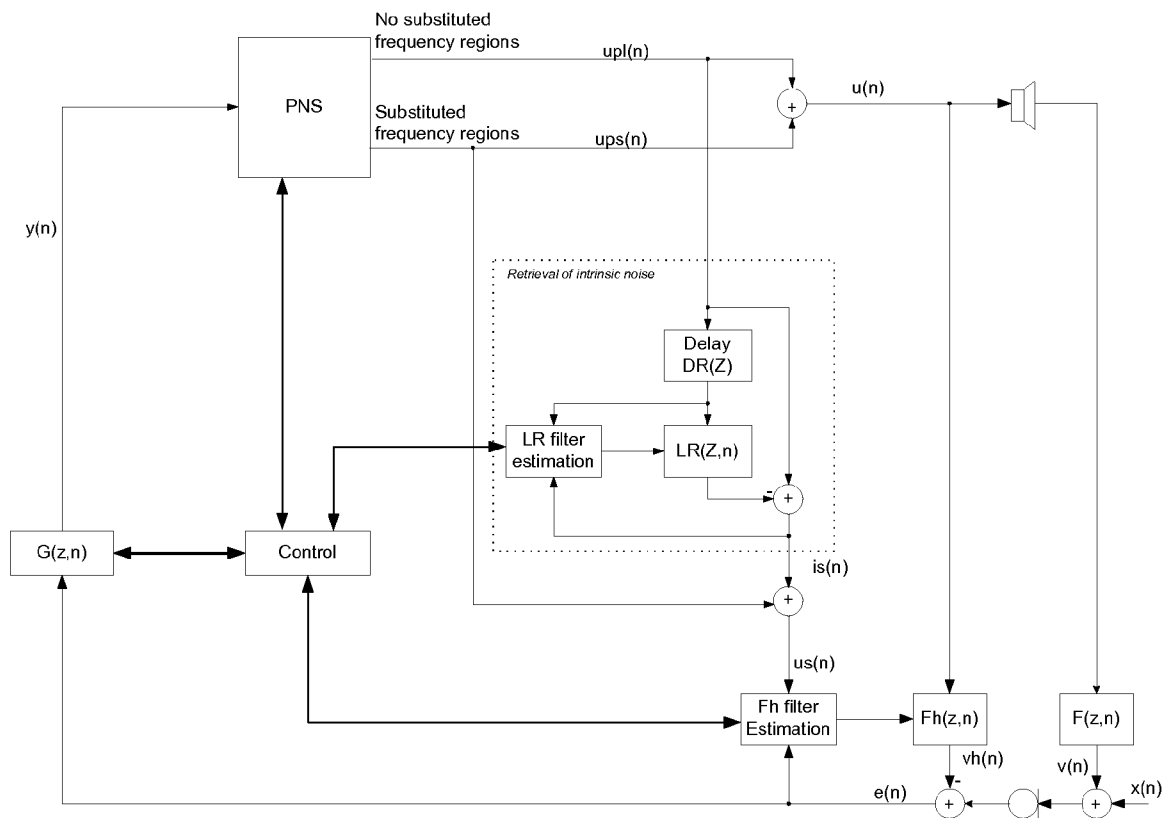 No substituted
frequency regions
upl(n)
PNS
u(n)
+
Substituted
frequency regions
ups(n)
y(n)
Retrieval of intrinsic noise
Delay
DR(Z)
LR filter
estimation
LR(Z,n)
-
+
G(z,n)
Control
is(n)
+
us(n)
Fh filter
Estimation
Fh(z,n)
F(z,n)
vh(n)
v(n)
-
x(n)
e(n)
+
+